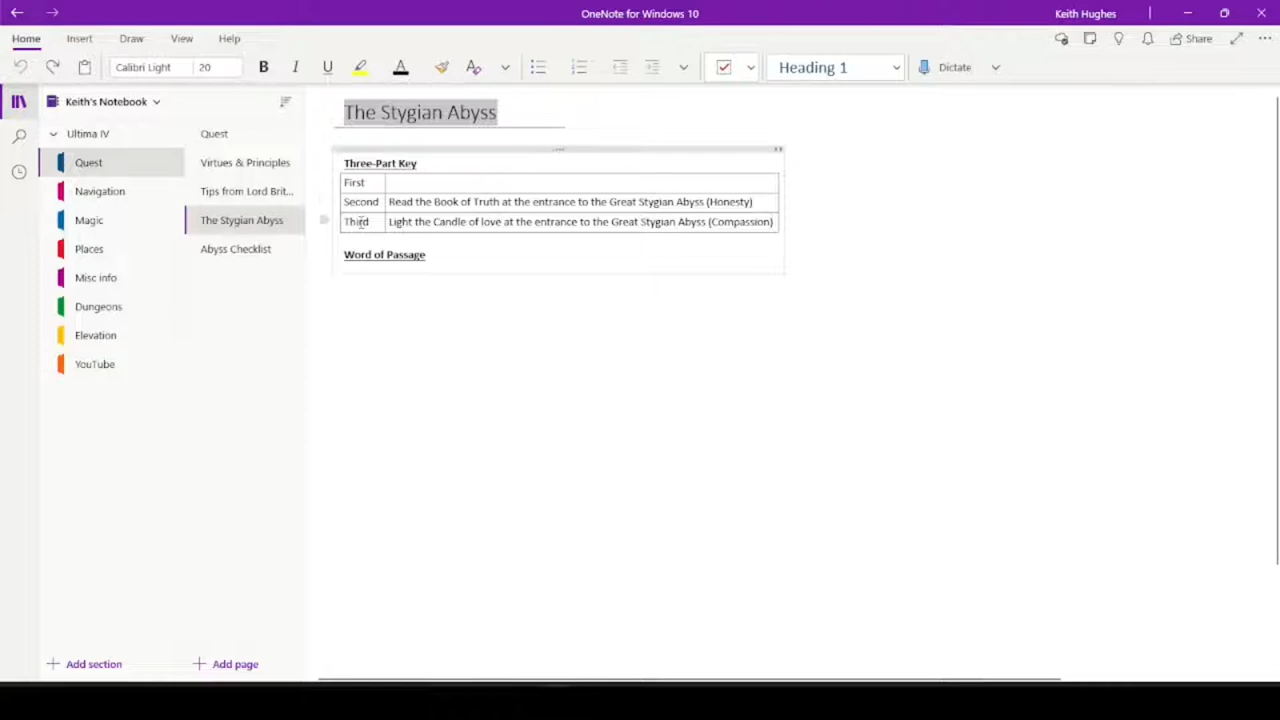 OneNote for Windows 10
Keith Hughes
Home Insert Draw View Help
Share
Calibri Light 20 B I U Heading 1 Dictate
Keith's Notebook
Ultima IV
Quest
Navigation
Magic
Places
Misc info
Dungeons
Elevation
YouTube
Quest
Virtues & Principles
Tips from Lord Brit...
The Stygian Abyss
Abyss Checklist
The Stygian Abyss
Three-Part Key
First
Second Read the Book of Truth at the entrance to the Great Stygian Abyss (Honesty)
Third Light the Candle of love at the entrance to the Great Stygian Abyss (Compassion)
Word of Passage
Add section
Add page